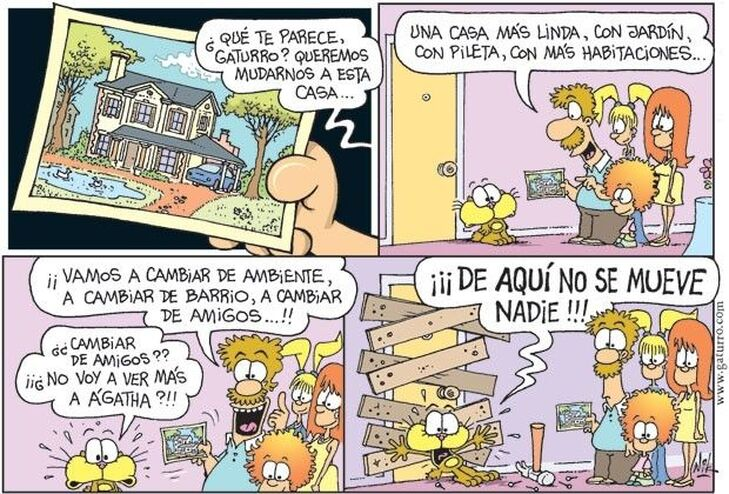 ¿ QUÉ TE PARECE,
GATURRO? QUEREMOS
MUDARNOS A ESTA
CASA...
UNA CASA MÁS LINDA, CON JARDÍN,
CON PILETA, CON MÁS HABITACIONES...
¡¡ VAMOS A CAMBIAR DE AMBIENTE,
A CAMBIAR DE BARRIO, A CAMBIAR
DE AMIGOS...!!
¿¿ CAMBIAR
DE AMIGOS??
¡¡¿ NO VOY A VER MÁS
A ÁGATHA ?!!
¡¡¡ DE AQUÍ NO SE MUEVE
NADIE !!!
NIK
www.gaturro.com